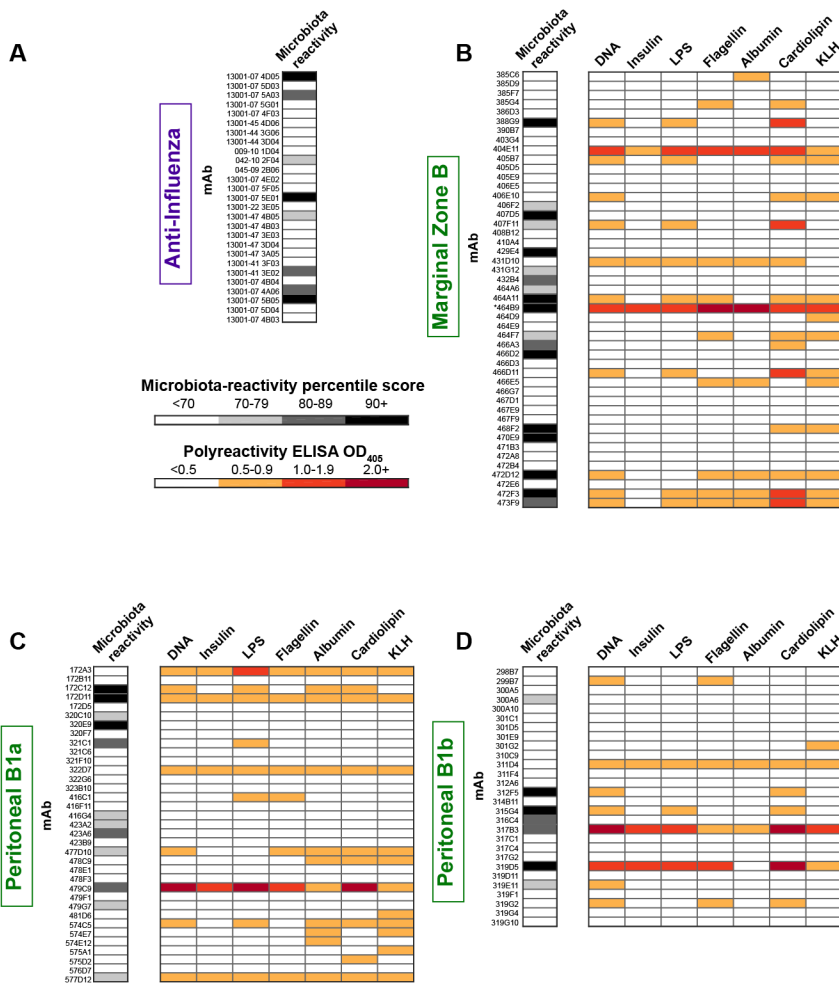 A
Microbiota
reactivity
Anti-Influenza
mAb
13001-07 4D05
13001-07 5D03
13001-07 5A03
13001-07 5G01
13001-07 4F03
13001-45 4D06
13001-44 3G06
13001-44 3D04
009-10 1D04
042-10 2F04
045-09 2B06
13001-07 4E02
13001-07 5F05
13001-07 5E01
13001-22 3E05
13001-47 4B05
13001-07 4B03
13001-47 3E03
13001-47 3D04
13001-47 3A05
13001-41 3F03
13001-41 3E02
13001-07 4B04
13001-07 4A06
13001-07 5B05
13001-07 5D04
13001-07 4B03
Microbiota-reactivity percentile score
<70 70-79 80-89 90+
Polyreactivity ELISA OD405
<0.5 0.5-0.9 1.0-1.9 2.0+
B
Microbiota
reactivity
DNA Insulin LPS Flagellin Albumin Cardiolipin KLH
Marginal Zone B
mAb
385C6
385D9
385F7
385G4
386D3
388G9
390B7
403G4
404E11
405B7
405D5
405E9
406E5
406E10
406F2
407D5
407F11
408B12
410A4
429E4
431D10
431G12
432B4
464A6
464A11
*464B9
464D9
464E9
464F7
466A3
466D2
466D3
466D11
466E5
466G7
467D1
467E9
467F9
468F2
470E9
471B3
472A8
472B4
472D12
472E6
472F3
473F9
C
Microbiota
reactivity
DNA Insulin LPS Flagellin Albumin Cardiolipin KLH
Peritoneal B1a
mAb
172A3
172B11
172C12
172D11
172D5
320C10
320E9
320F7
321C1
321C6
321F10
322D7
322G6
323B10
416C1
416F11
416G4
423A2
423A6
423B9
477D10
478C9
478E1
478F3
479C9
479F1
479G7
481D6
574C5
574E7
574E12
575A1
575D2
576D7
577D12
D
Microbiota
reactivity
DNA Insulin LPS Flagellin Albumin Cardiolipin KLH
Peritoneal B1b
mAb
298B7
299B7
300A5
300A6
300A10
301C1
301D5
301E9
301G2
310C9
311D4
311F4
312A6
312F5
314B11
315G4
316C4
317B3
317C1
317C4
317G2
319D5
319D11
319E11
319F1
319G2
319G4
319G10